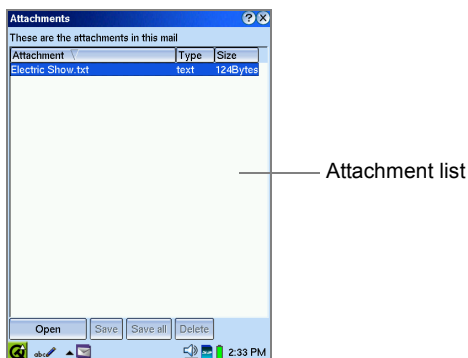 Attachments
These are the attachments in this mail
Attachment Type Size
Electric Show.txt text 124Bytes
Attachment list
Open Save Save all Delete
abc 2:33 PM